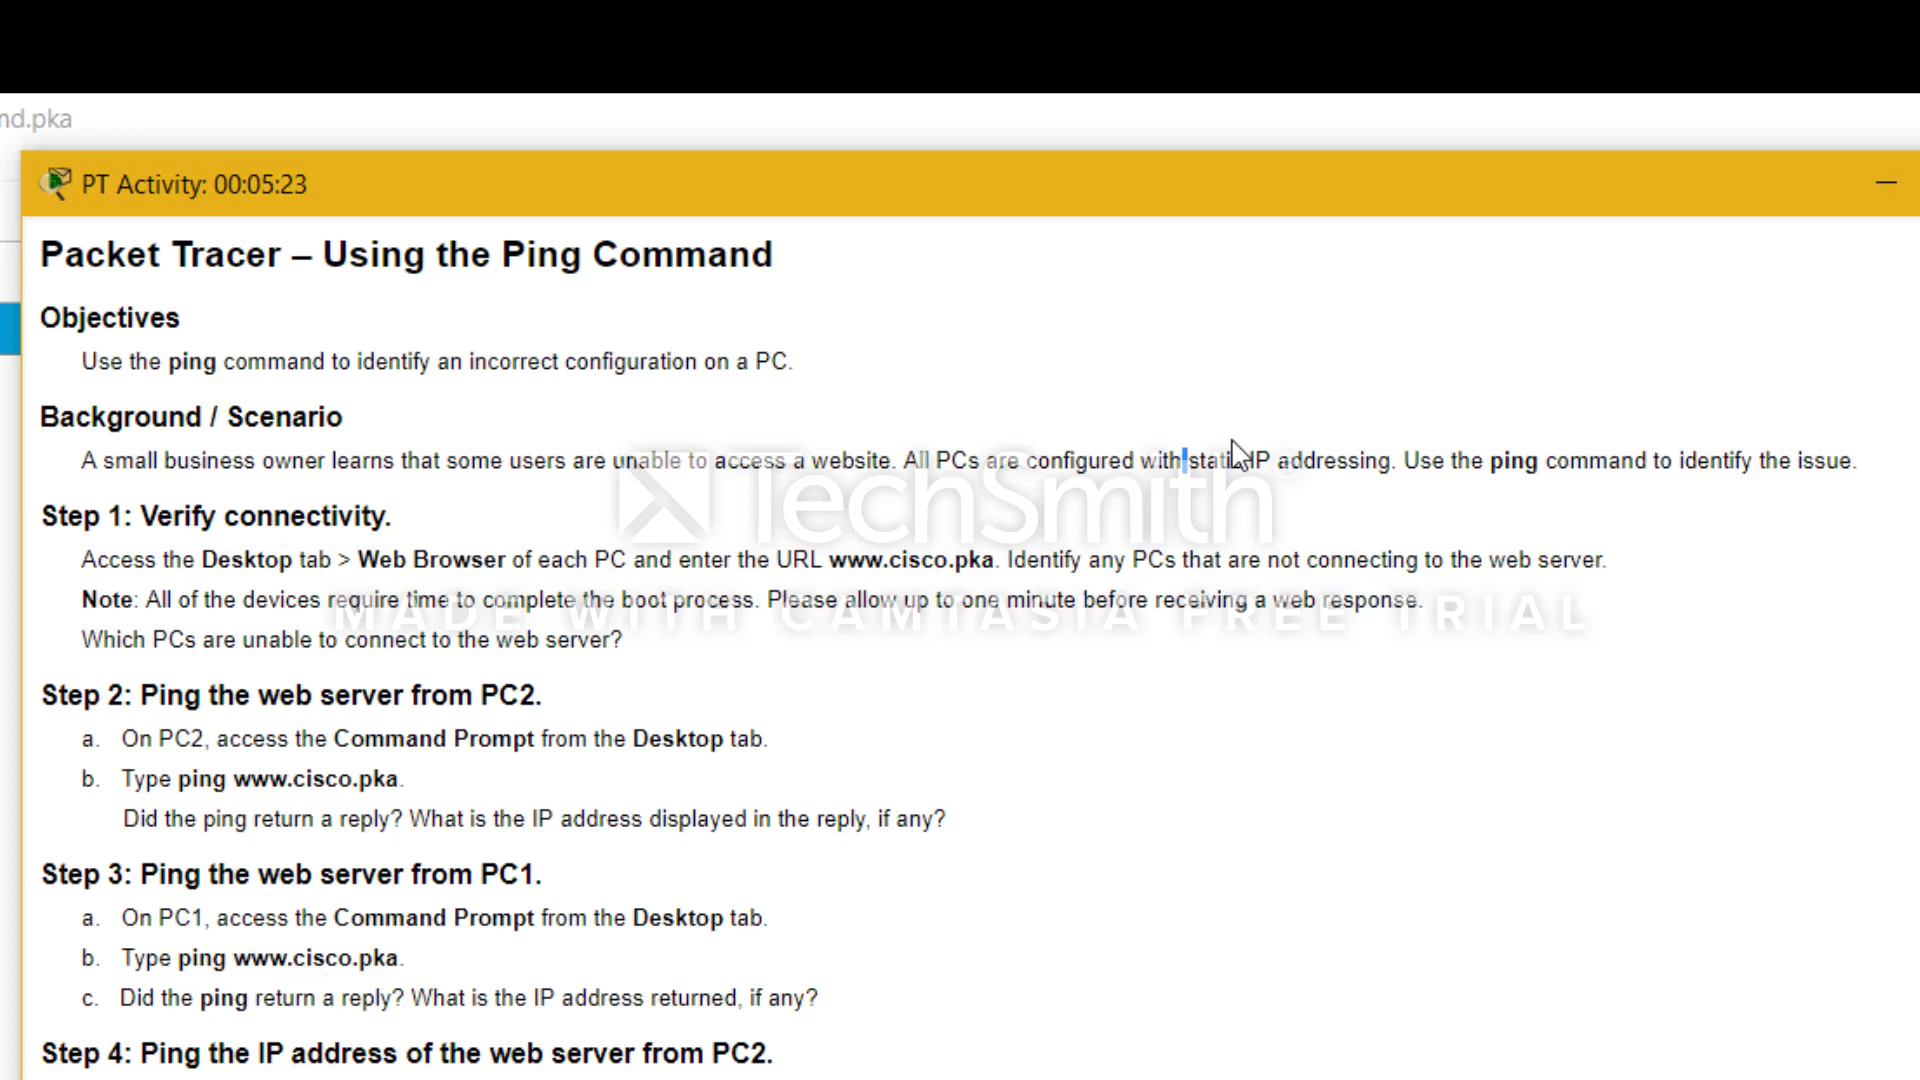 nd.pka
PT Activity: 00:05:23
Packet Tracer – Using the Ping Command
Objectives
Use the ping command to identify an incorrect configuration on a PC.
Background / Scenario
A small business owner learns that some users are unable to access a website. All PCs are configured with static IP addressing. Use the ping command to identify the issue.
TechSmith
Step 1: Verify connectivity.
Access the Desktop tab > Web Browser of each PC and enter the URL www.cisco.pka. Identify any PCs that are not connecting to the web server.
Note: All of the devices require time to complete the boot process. Please allow up to one minute before receiving a web response.
MADE WITH CAMTASIA FREE TRIAL
Which PCs are unable to connect to the web server?
Step 2: Ping the web server from PC2.
a. On PC2, access the Command Prompt from the Desktop tab.
b. Type ping www.cisco.pka.
Did the ping return a reply? What is the IP address displayed in the reply, if any?
Step 3: Ping the web server from PC1.
a. On PC1, access the Command Prompt from the Desktop tab.
b. Type ping www.cisco.pka.
c. Did the ping return a reply? What is the IP address returned, if any?
Step 4: Ping the IP address of the web server from PC2.